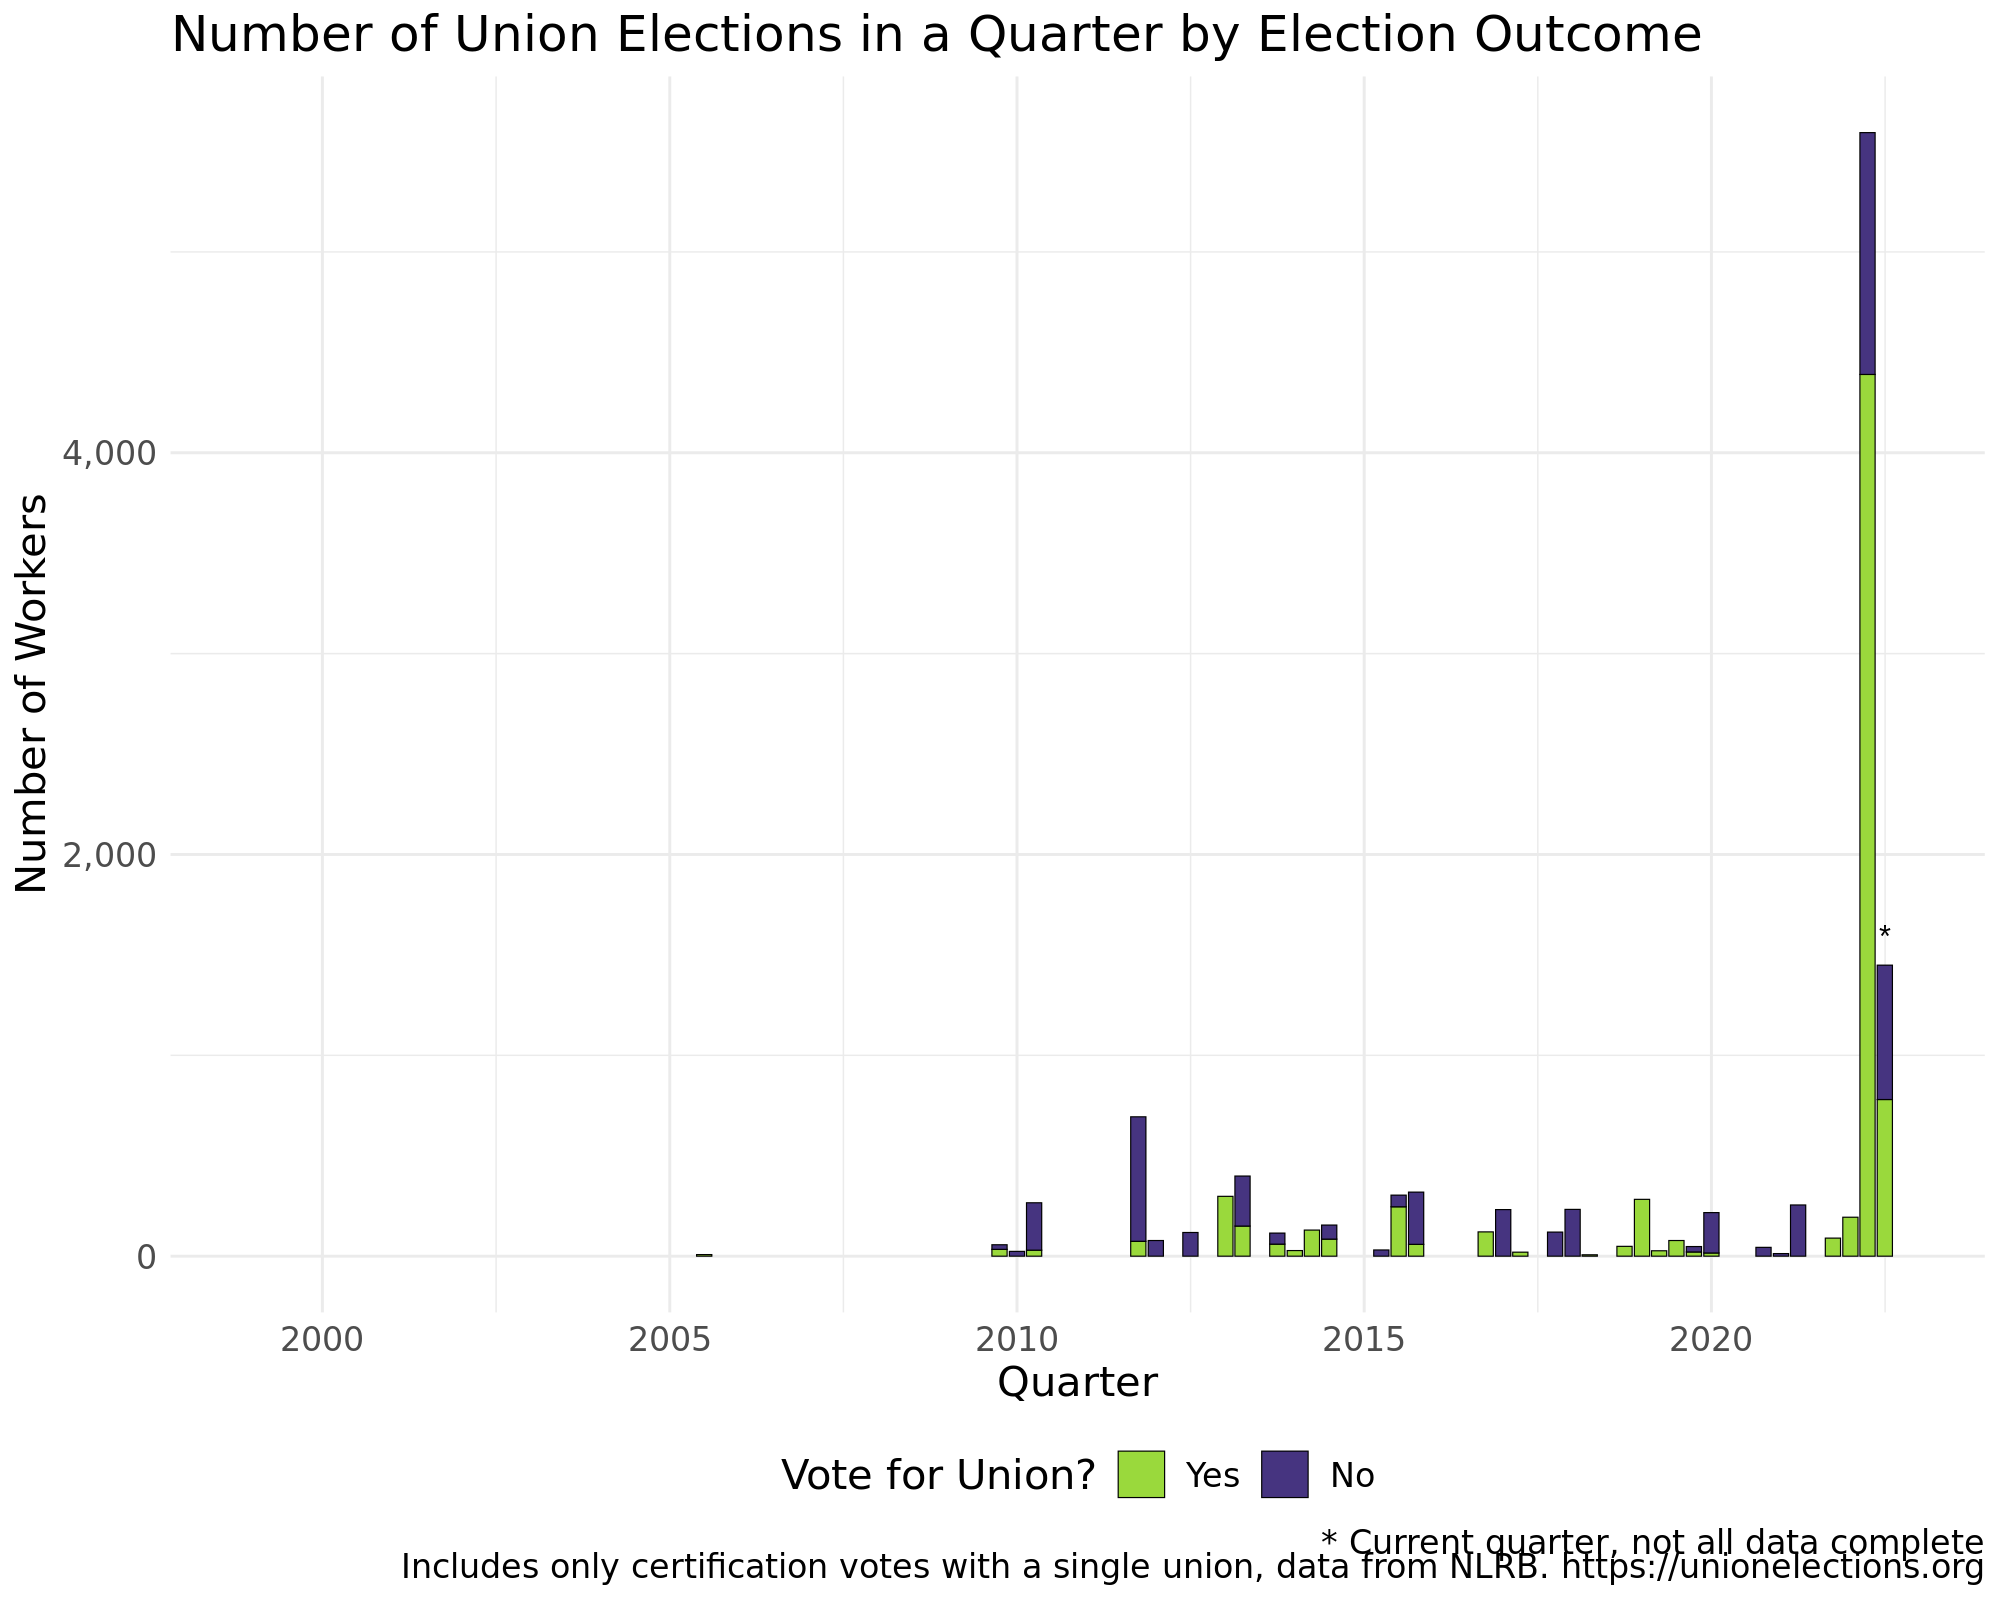 Number of Union Elections in a Quarter by Election Outcome
Number of Workers
4,000
2,000
0
*
2000 2005 2010 2015 2020
Quarter
Vote for Union? Yes No
* Current quarter, not all data complete
Includes only certification votes with a single union, data from NLRB. https://unionelections.org